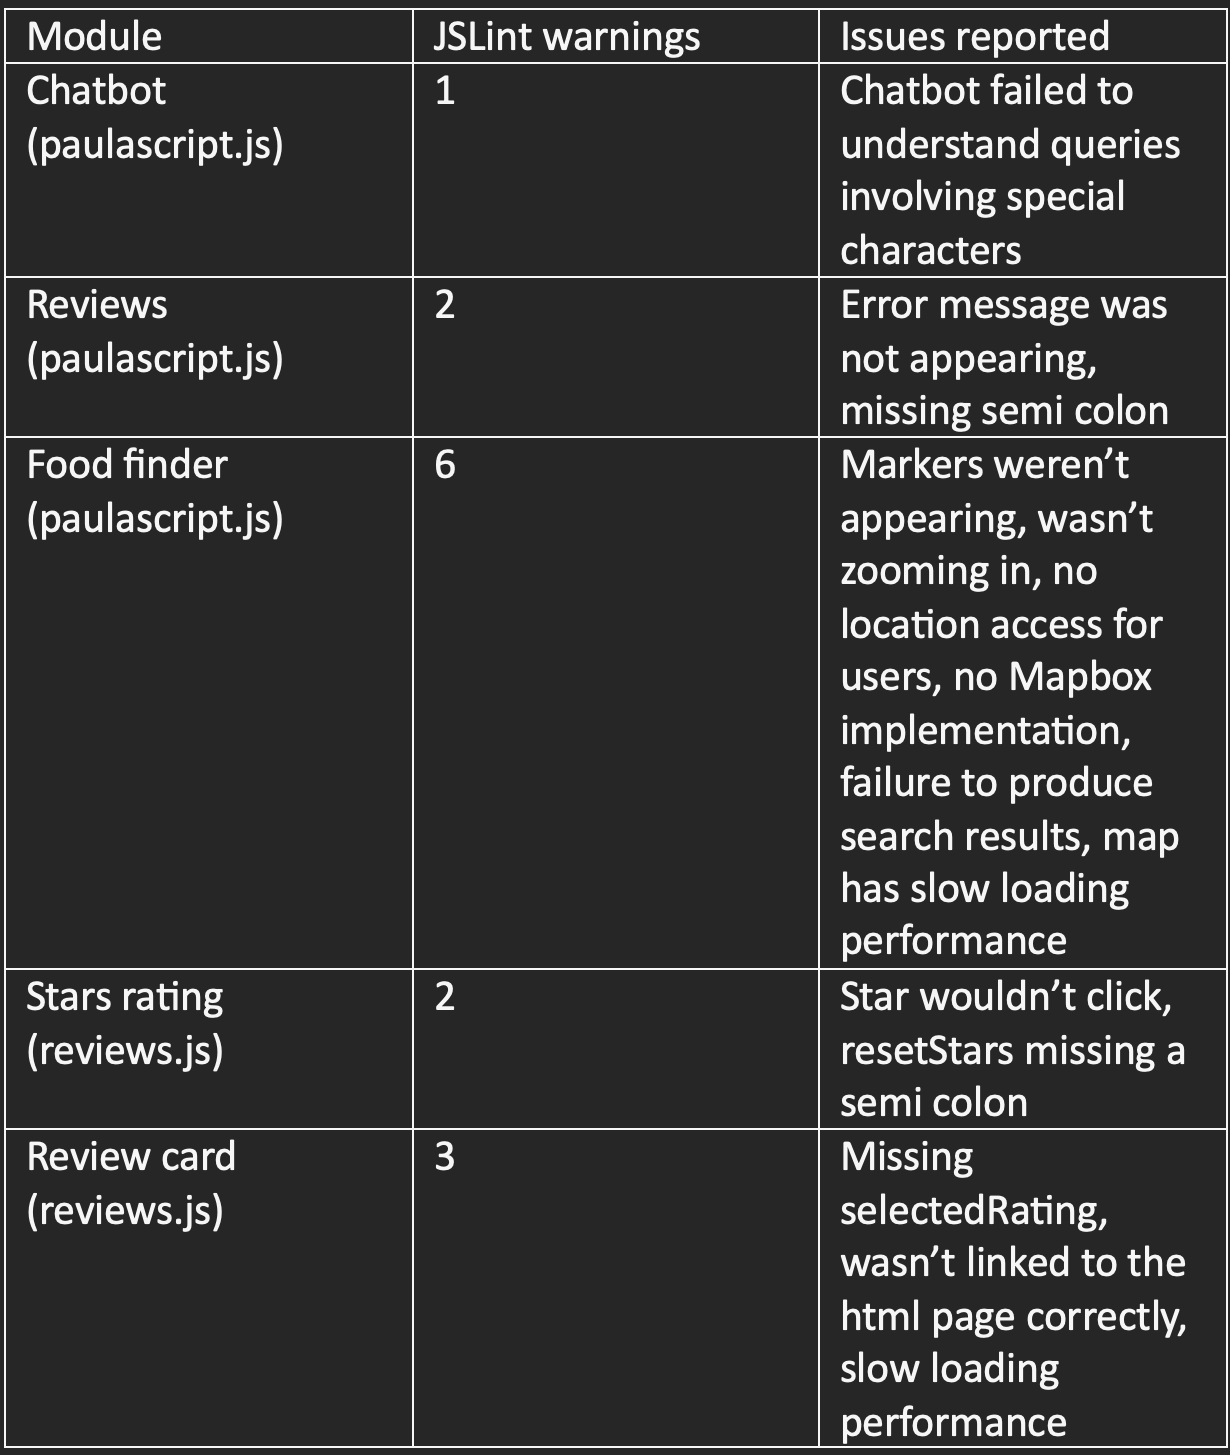 Module
JSLint warnings
Issues reported
Chatbot
(paulascript.js)
1
Chatbot failed to
understand queries
involving special
characters
Reviews
(paulascript.js)
2
Error message was
not appearing,
missing semi colon
Food finder
(paulascript.js)
6
Markers weren’t
appearing, wasn’t
zooming in, no
location access for
users, no Mapbox
implementation,
failure to produce
search results, map
has slow loading
performance
Stars rating
(reviews.js)
2
Star wouldn’t click,
resetStars missing a
semi colon
Review card
(reviews.js)
3
Missing
selectedRating,
wasn’t linked to the
html page correctly,
slow loading
performance